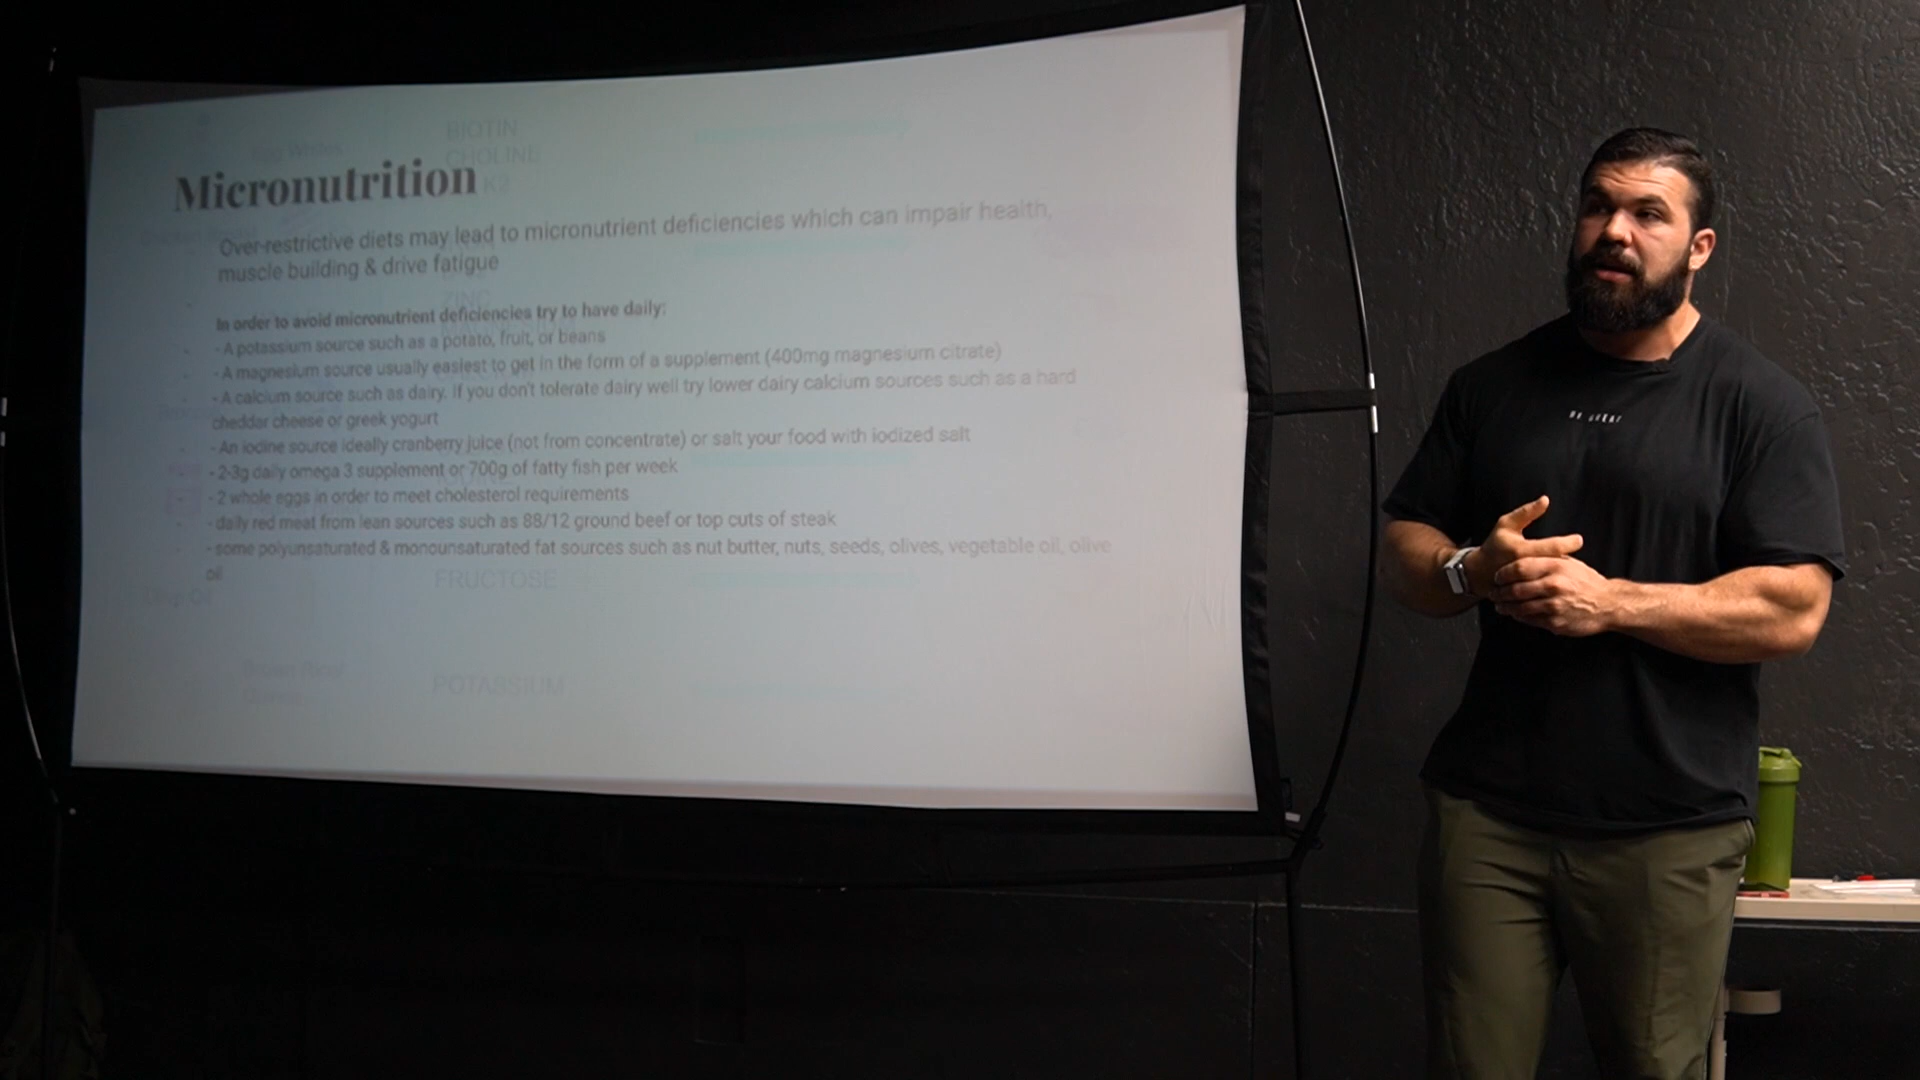 Micronutrition
Over-restrictive diets may lead to micronutrient deficiencies which can impair health,
muscle building & drive fatigue
In order to avoid micronutrient deficiencies try to have daily:
- A potassium source such as a potato, fruit, or beans
- A magnesium source usually easiest to get in the form of a supplement (400mg magnesium citrate)
- A calcium source such as dairy. if you don't tolerate dairy well try lower dairy calcium sources such as a hard
cheddar cheese or greek yogurt
- An iodine source ideally cranberry juice (not from concentrate) or salt your food with iodized salt
- 2-3g daily omega 3 supplement or 700g of fatty fish per week
- 2 whole eggs in order to meet cholesterol requirements
- daily red meat from lean sources such as 88/12 ground beef or top cuts of steak
- some polyunsaturated & monounsaturated fat sources such as nut butter, nuts, seeds, olives, vegetable oil, olive
oil
Egg Whites
BIOTIN
CHOLINE
ZINC
IODINE
FRUCTOSE
POTASSIUM
BE GREAT